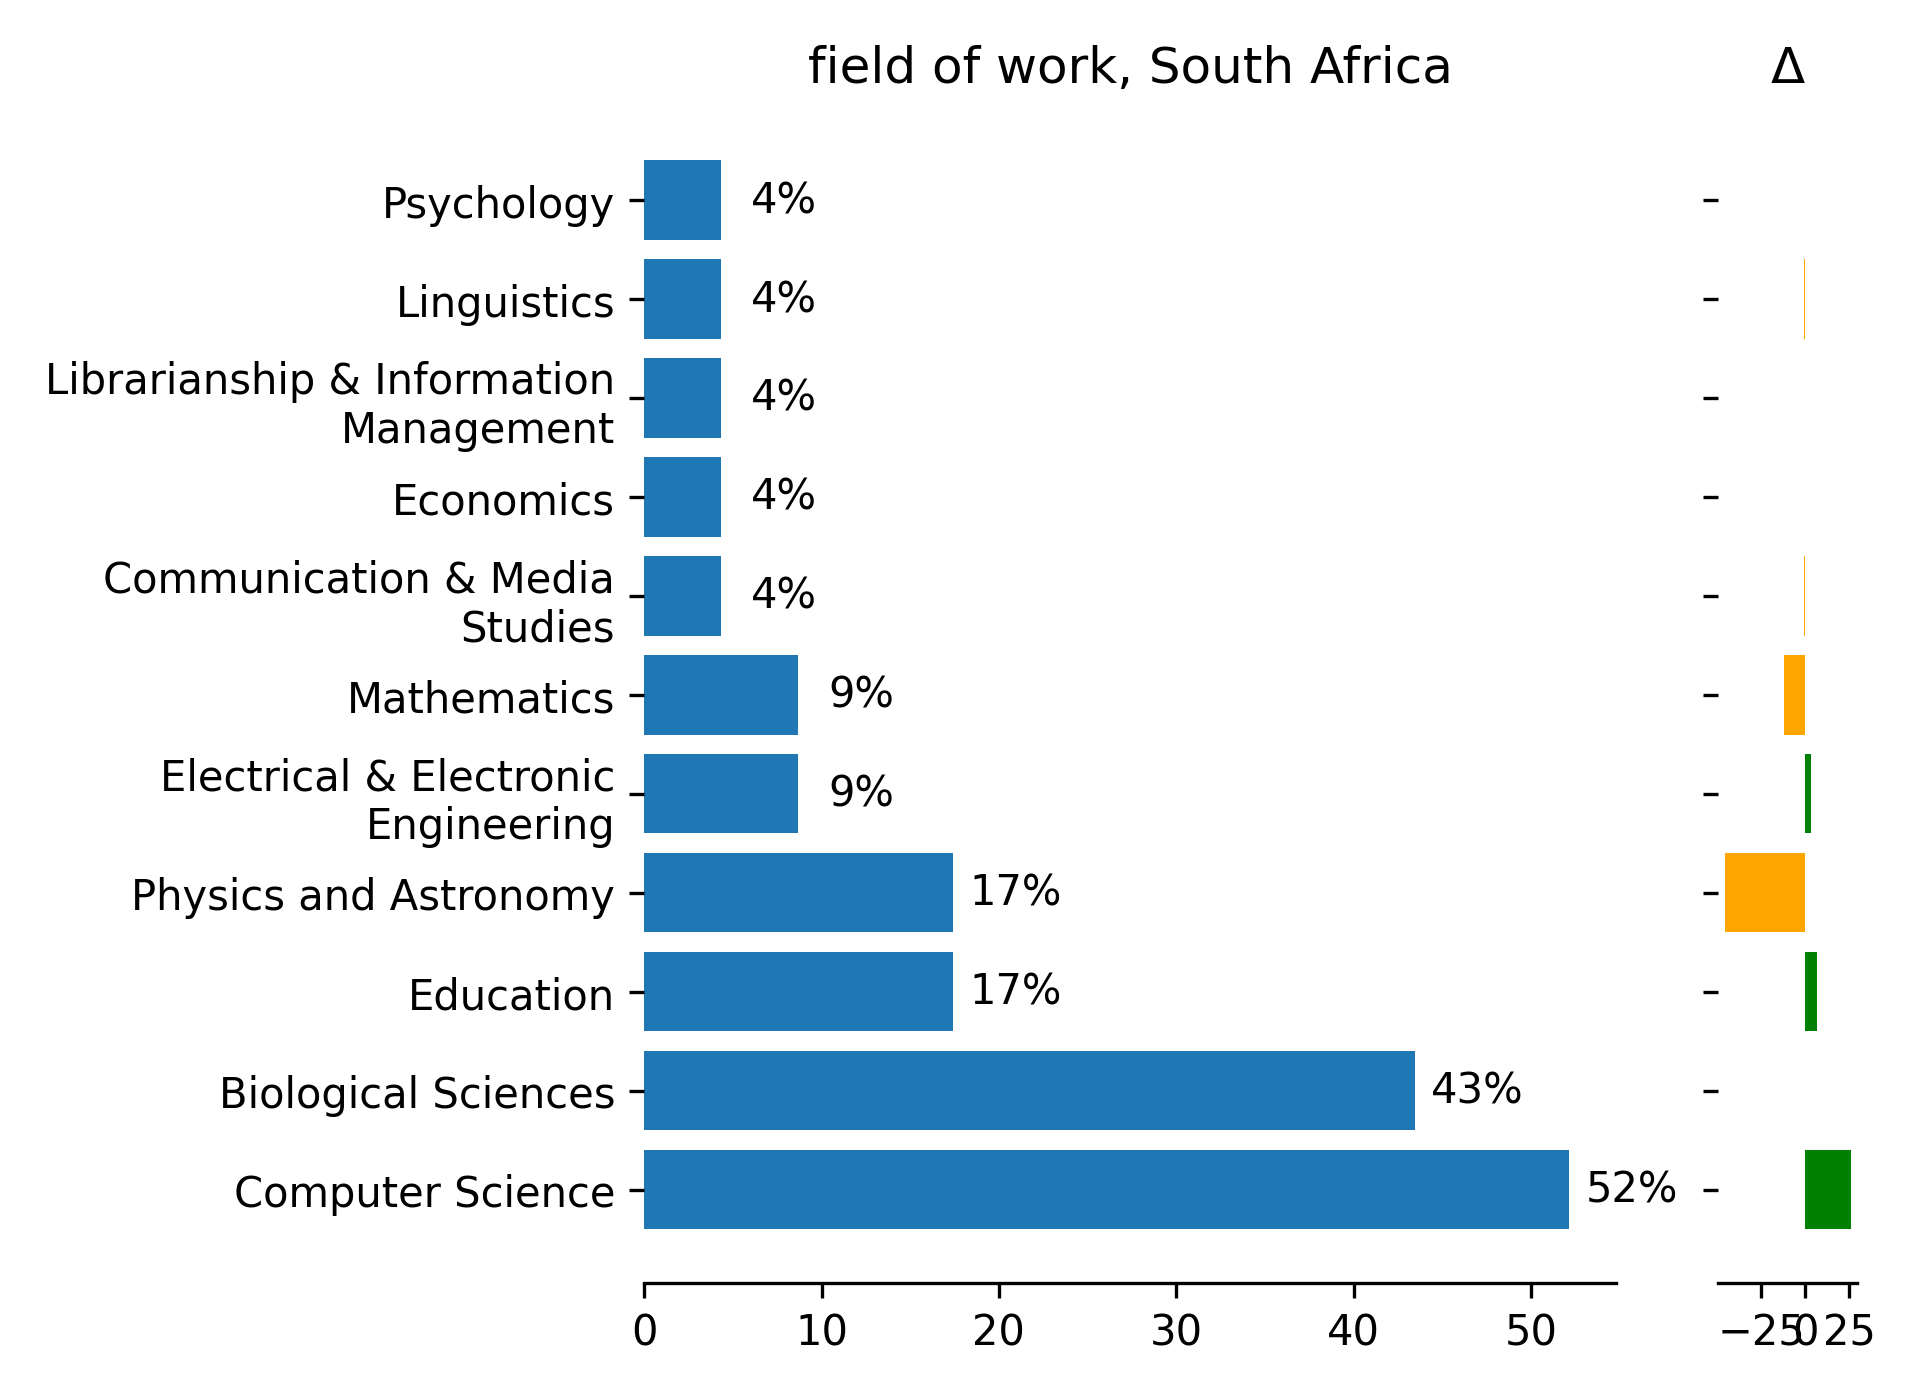 field of work, South Africa
Δ
Psychology
4%
Linguistics
4%
Librarianship & Information
Management
4%
Economics
4%
Communication & Media
Studies
4%
Mathematics
9%
Electrical & Electronic
Engineering
9%
Physics and Astronomy
17%
Education
17%
Biological Sciences
43%
Computer Science
52%
0 10 20 30 40 50
−25 0 25